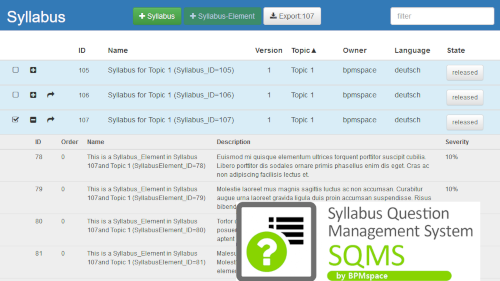 Syllabus
+ Syllabus + Syllabus-Element Export:107 filter
ID Name Version Topic▲ Owner Language State
105 Syllabus for Topic 1 (Syllabus_ID=105) 1 Topic 1 bpmspace deutsch released
106 Syllabus for Topic 1 (Syllabus_ID=106) 1 Topic 1 bpmspace deutsch released
107 Syllabus for Topic 1 (Syllabus_ID=107) 1 Topic 1 bpmspace deutsch released
ID Order Name Description Severity
78 0 This is a Syllabus_Element in Syllabus Euismod mi quisque elementum ultrices torquent porttitor suscipit cubilia. 10%
107and Topic 1 (SyllabusElement_ID=78) Libero porttitor dis sodales ornare primis phasellus enim dis eget. Cras ac
non adipiscing facilisis lectus et.
79 0 This is a Syllabus_Element in Syllabus Molestie laoreet mus magnis sagittis luctus ac non accumsan. Curabitur 10%
107and Topic 1 (SyllabusElement_ID=79) augue urna laoreet gravida ligula duis proin accumsan suspendisse. Risus
biben
80 0 This is a Syllabus_Element in Syllabus Tortor
107and Topic 1 (SyllabusElement_ID=80) posuer
aptent
81 0 This is a Syllabus_Element in Syllabus Malesu
107and Topic 1 (SyllabusElement_ID=81) Molest
elemen
Syllabus Question
Management System
SQMS
by BPMspace